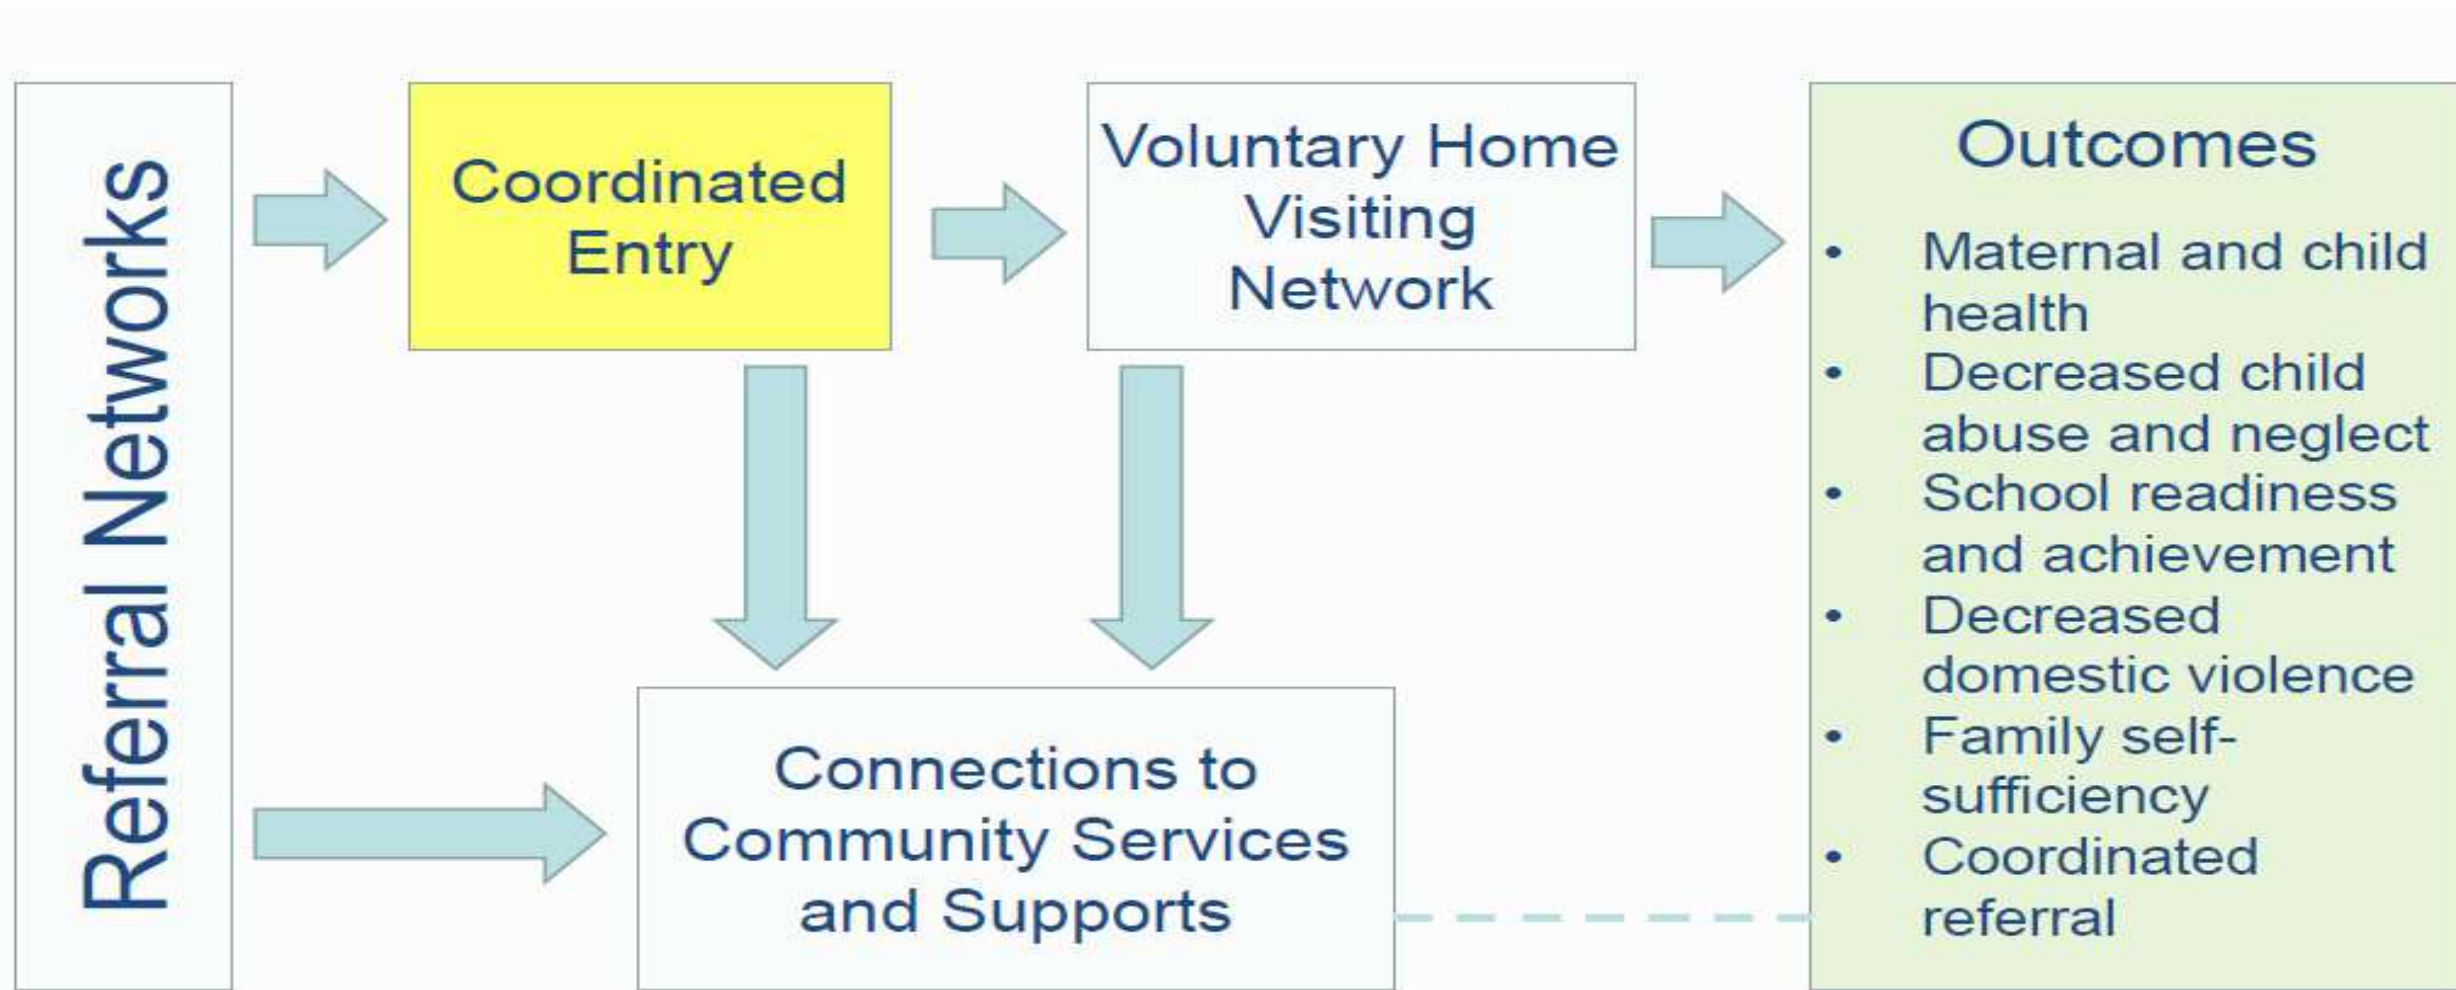 Referral Networks
Coordinated
Entry
Voluntary Home
Visiting
Network
Connections to
Community Services
and Supports
Outcomes
• Maternal and child
health
• Decreased child
abuse and neglect
• School readiness
and achievement
• Decreased
domestic violence
• Family self-
sufficiency
• Coordinated
referral